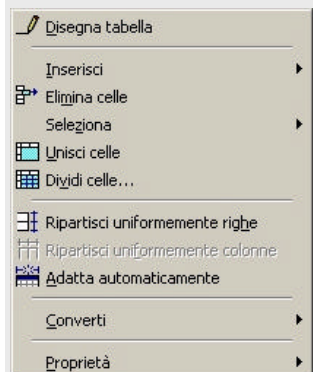 Disegna tabella
Inserisci
Elimina celle
Seleziona
Unisci celle
Dividi celle...
Ripartisci uniformemente righe
Ripartisci uniformemente colonne
Adatta automaticamente
Converti
Proprietà